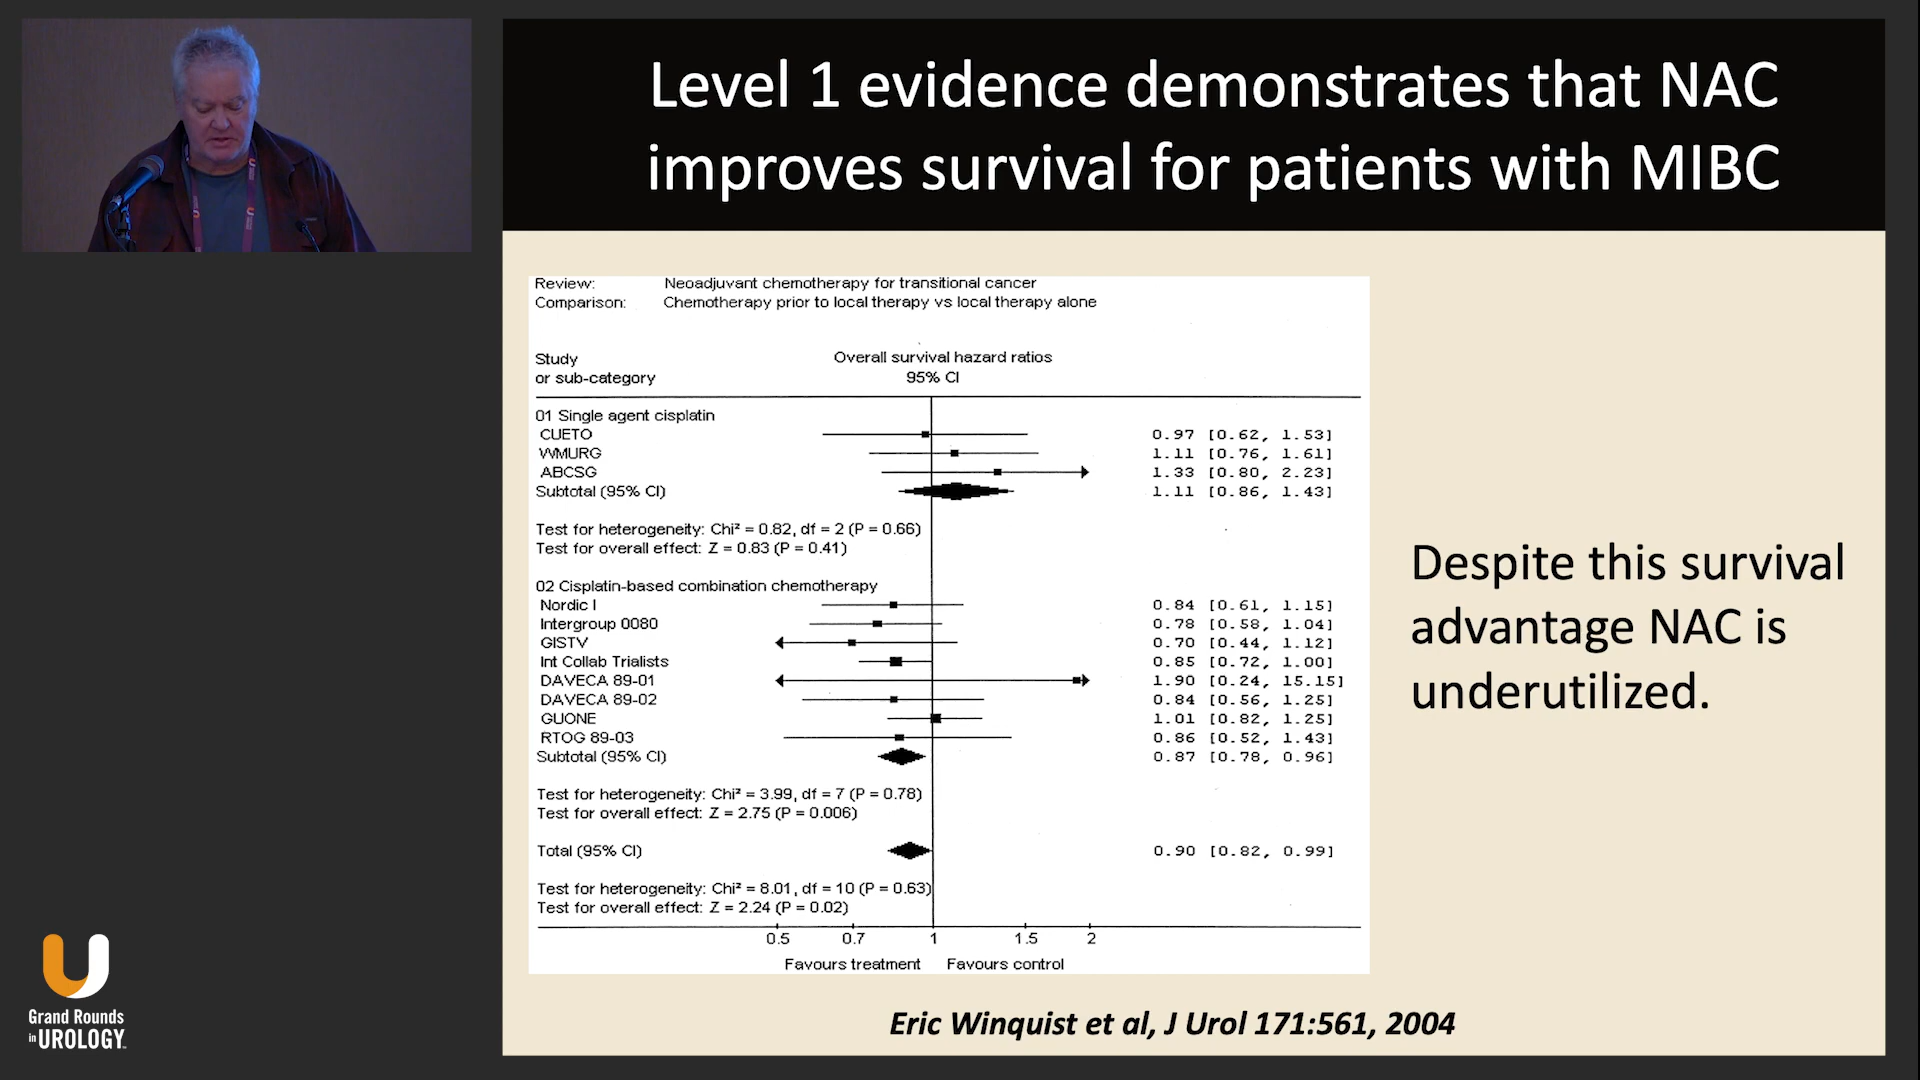 Level 1 evidence demonstrates that NAC
improves survival for patients with MIBC
Review: Neoadjuvant chemotherapy for transitional cancer
Comparison: Chemotherapy prior to local therapy vs local therapy alone
Study Overall survival hazard ratios
or sub-category 95% CI
01 Single agent cisplatin
CUETO 0.97 [0.62, 1.53]
WMURG 1.11 [0.76, 1.61]
ABCSG 1.33 [0.80, 2.23]
Subtotal (95% CI) 1.11 [0.86, 1.43]
Test for heterogeneity: Chi² = 0.82, df = 2 (P = 0.66)
Test for overall effect: Z = 0.83 (P = 0.41)
02 Cisplatin-based combination chemotherapy
Nordic I 0.84 [0.61, 1.15]
Intergroup 0080 0.78 [0.58, 1.04]
GISTV 0.70 [0.44, 1.12]
Int Collab Trialists 0.85 [0.72, 1.00]
DAVECA 89-01 1.90 [0.24, 15.15]
DAVECA 89-02 0.84 [0.56, 1.25]
GUONE 1.01 [0.82, 1.25]
RTOG 89-03 0.86 [0.52, 1.43]
Subtotal (95% CI) 0.87 [0.78, 0.96]
Test for heterogeneity: Chi² = 3.99, df = 7 (P = 0.78)
Test for overall effect: Z = 2.75 (P = 0.006)
Total (95% CI) 0.90 [0.82, 0.99]
Test for heterogeneity: Chi² = 8.01, df = 10 (P = 0.63)
Test for overall effect: Z = 2.24 (P = 0.02)
0.5 0.7 1 1.5 2
Favours treatment Favours control
Despite this survival
advantage NAC is
underutilized.
Eric Winquist et al, J Urol 171:561, 2004
Grand Rounds
in UROLOGY